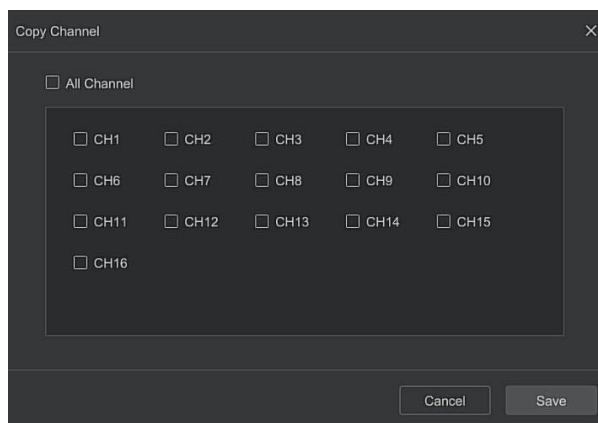 Copy Channel
All Channel
CH1 CH2 CH3 CH4 CH5
CH6 CH7 CH8 CH9 CH10
CH11 CH12 CH13 CH14 CH15
CH16
Cancel Save